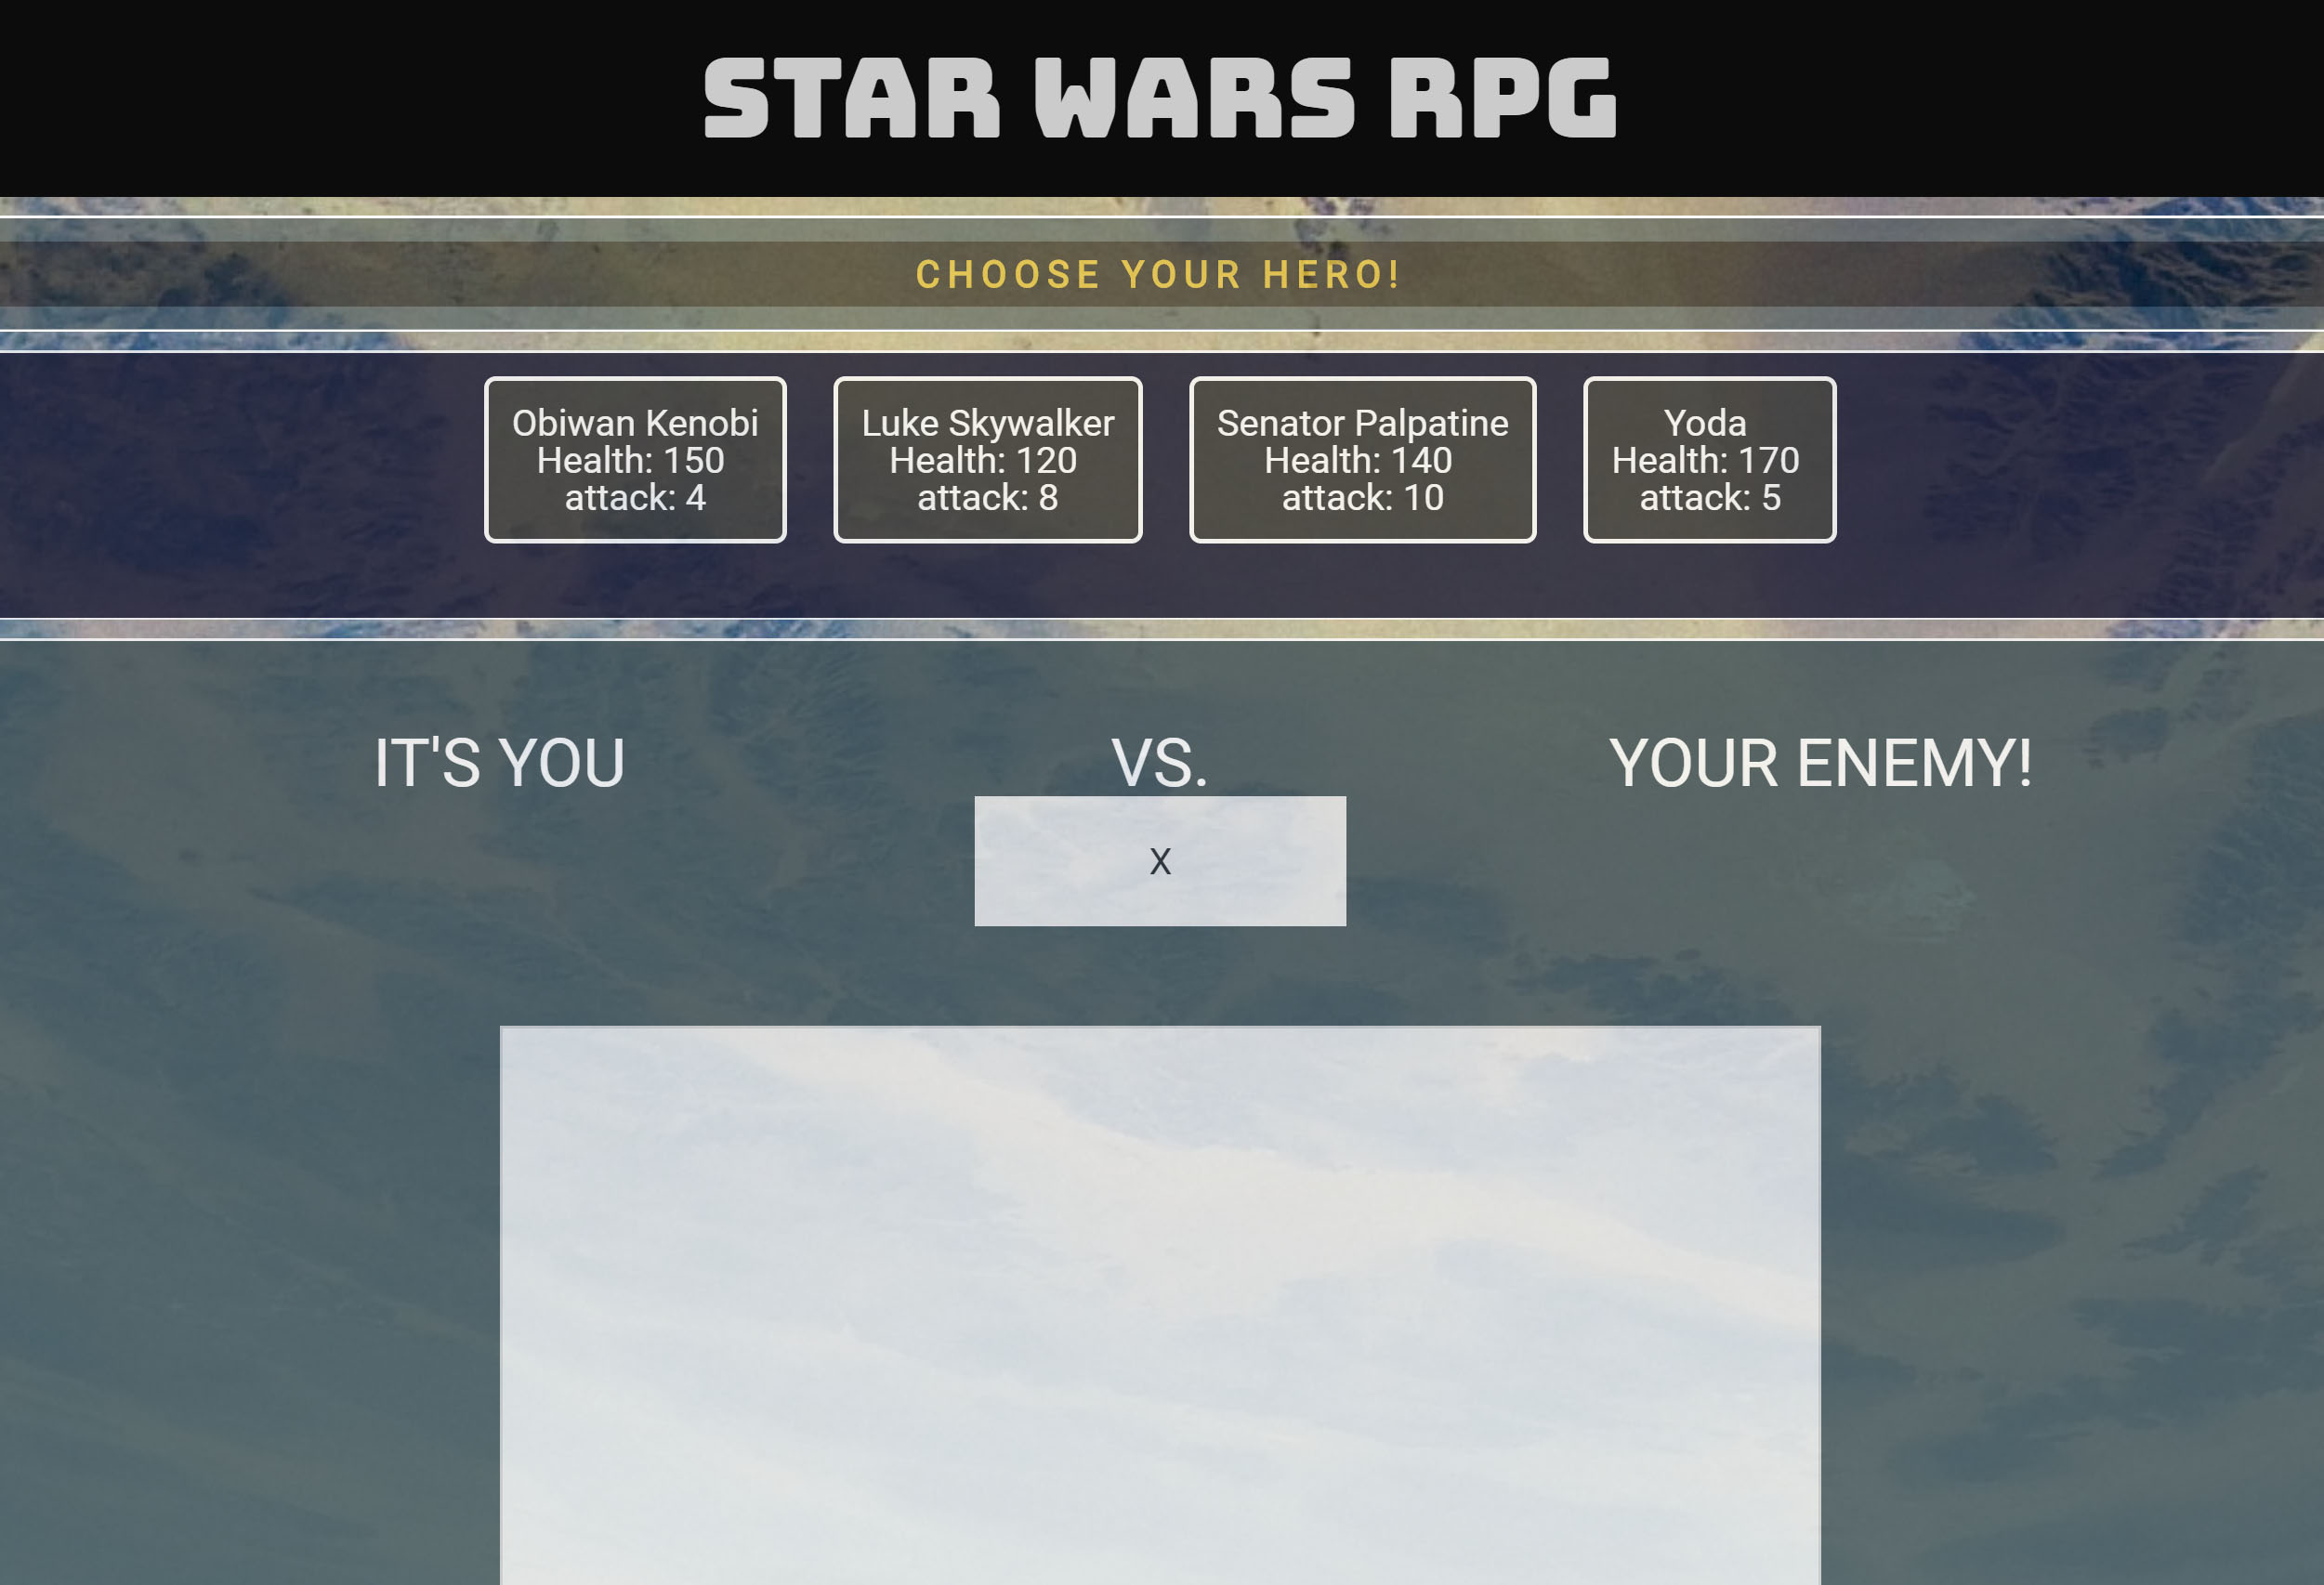 STAR WARS RPG
CHOOSE YOUR HERO!
Obiwan Kenobi
Health: 150
attack: 4
Luke Skywalker
Health: 120
attack: 8
Senator Palpatine
Health: 140
attack: 10
Yoda
Health: 170
attack: 5
IT'S YOU
VS.
YOUR ENEMY!
X